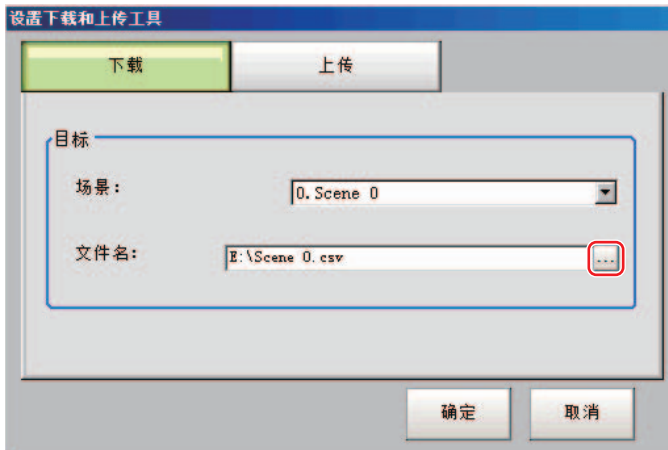 设置下载和上传工具
下载 上传
目标
场景: 0.Scene 0
文件名: E:\Scene 0.csv ...
确定 取消